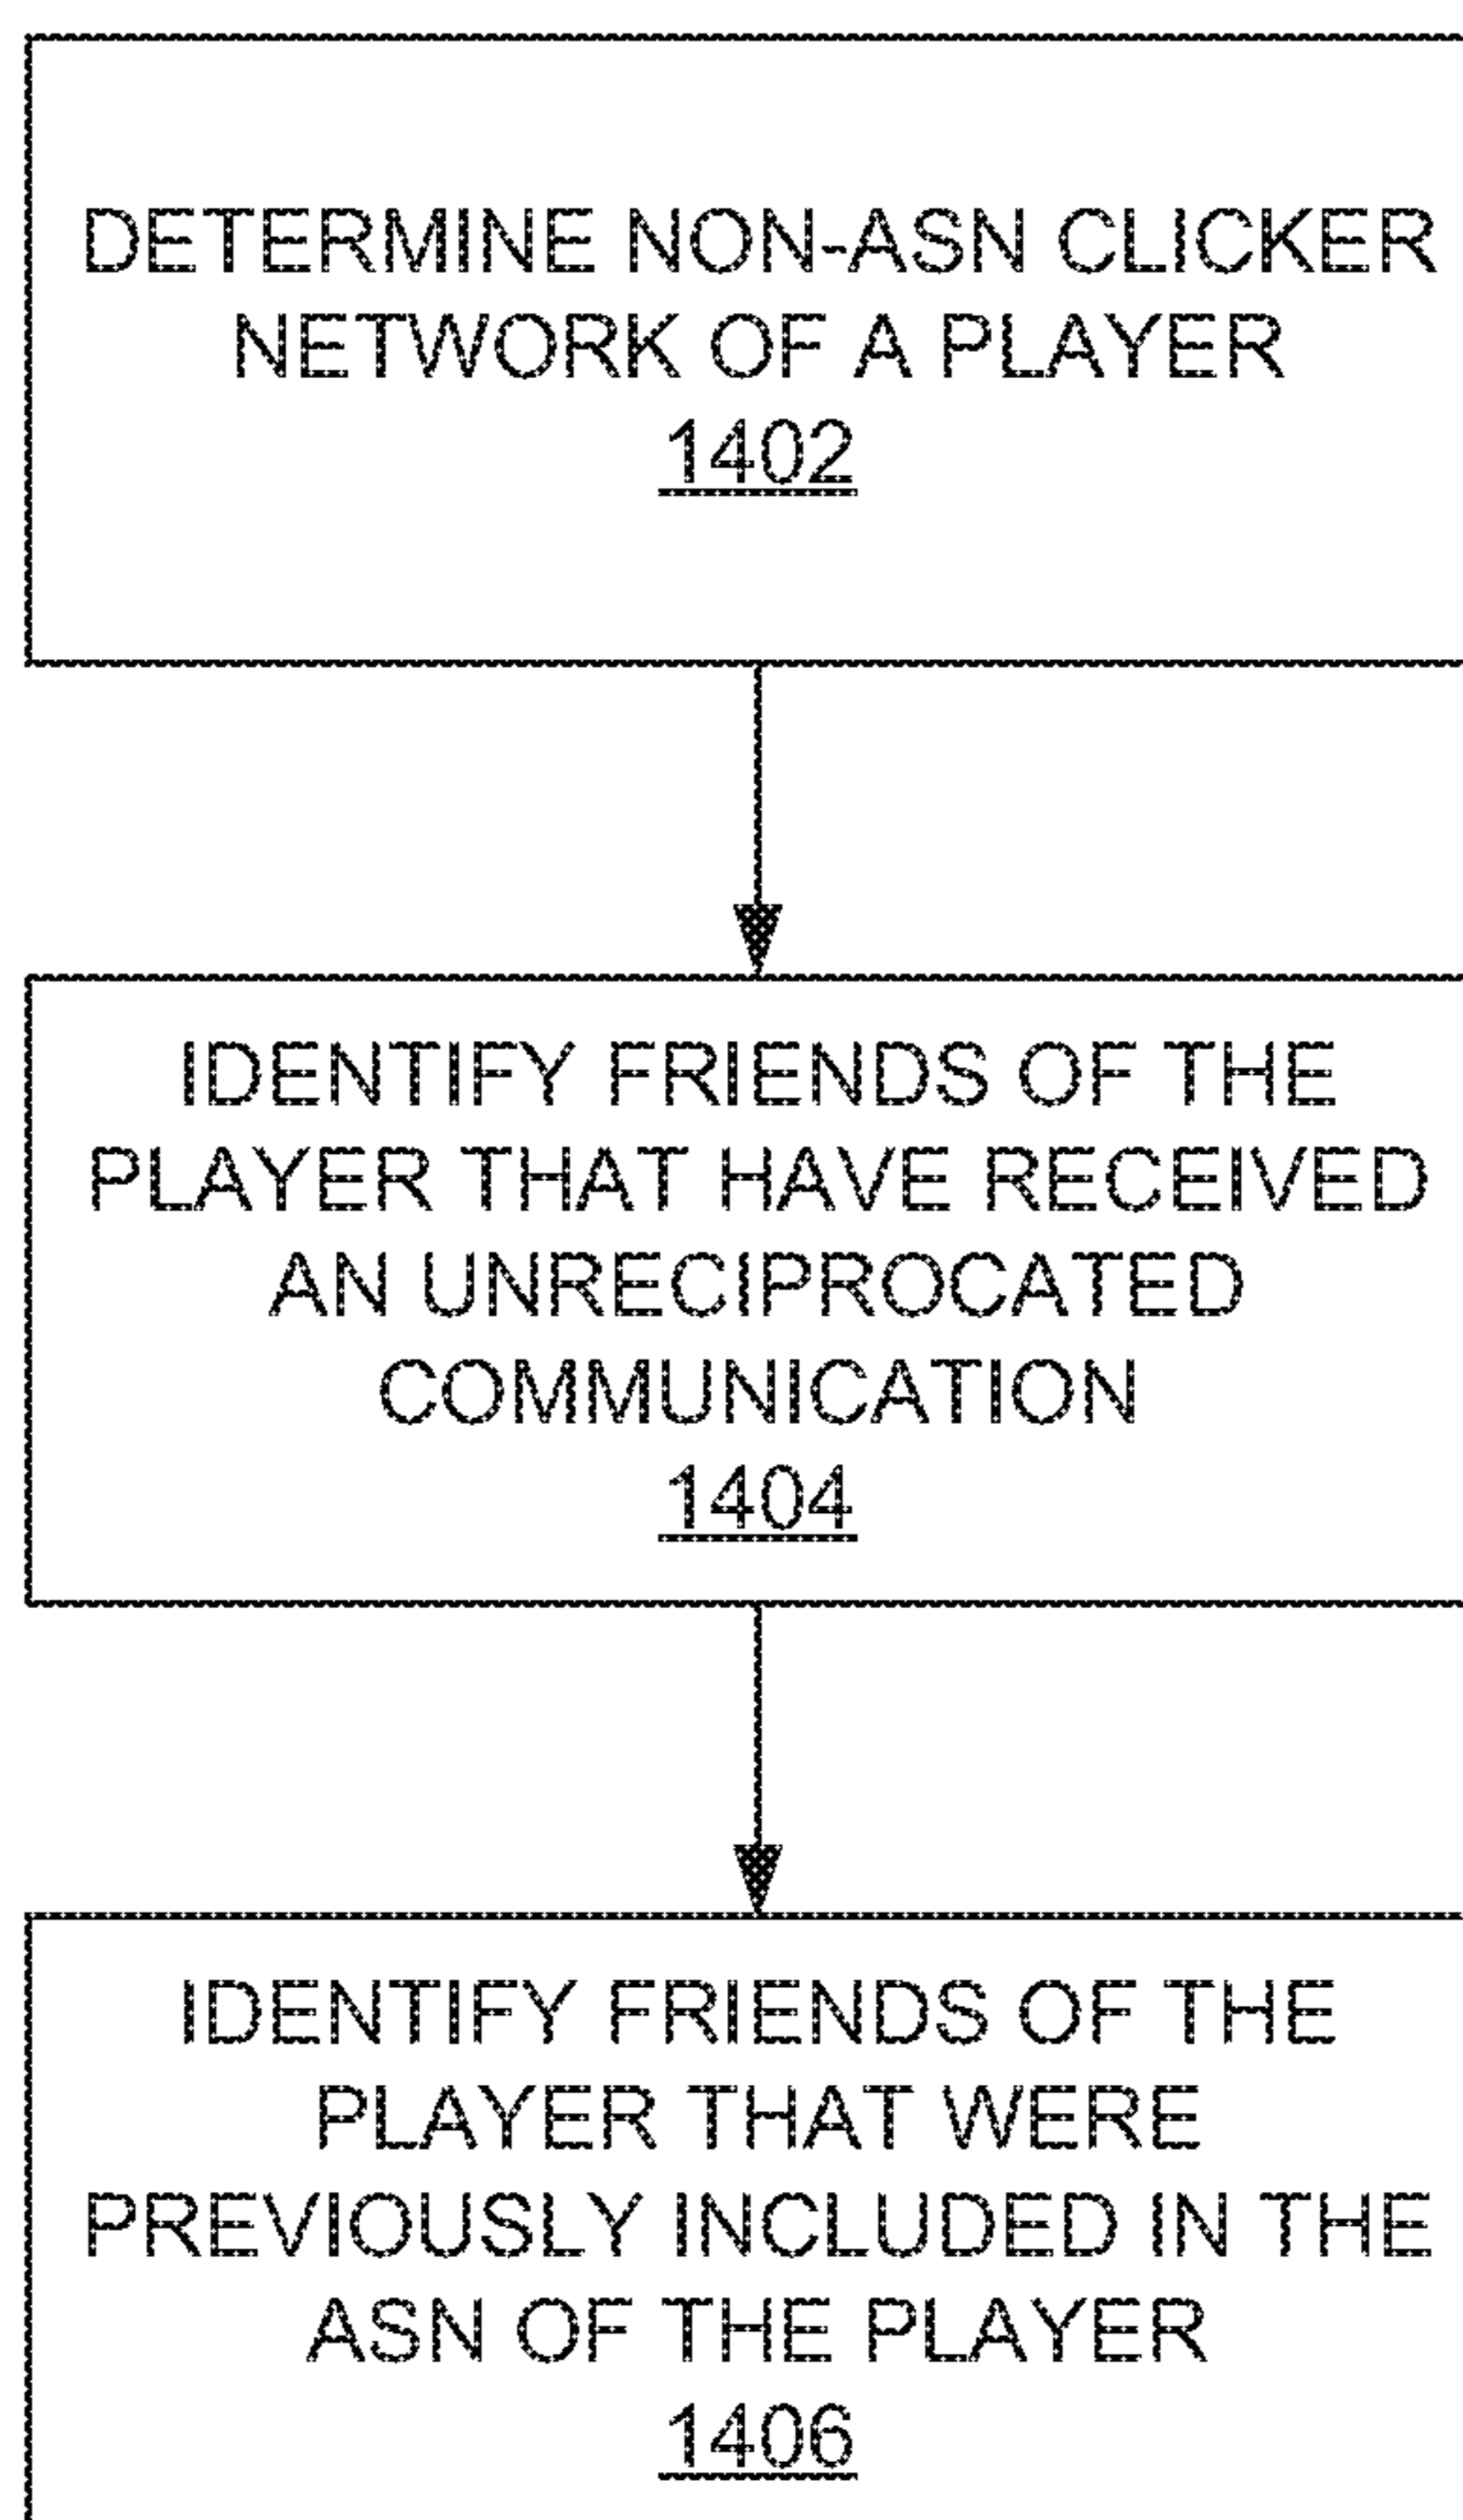 DETERMINE NON-ASN CLICKER
NETWORK OF A PLAYER
1402
IDENTIFY FRIENDS OF THE
PLAYER THAT HAVE RECEIVED
AN UNRECIPROCATED
COMMUNICATION
1404
IDENTIFY FRIENDS OF THE
PLAYER THAT WERE
PREVIOUSLY INCLUDED IN THE
ASN OF THE PLAYER
1406